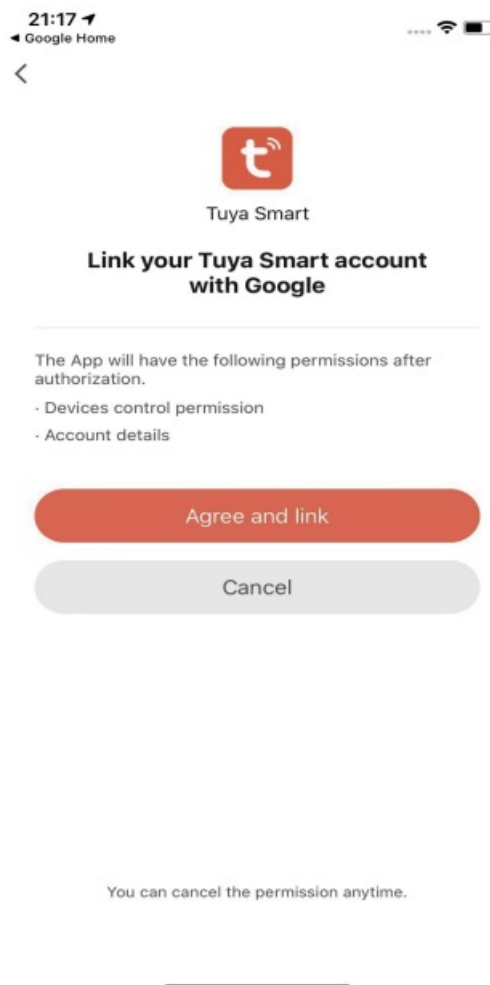 21:17
Google Home
Tuya Smart
Link your Tuya Smart account
with Google
The App will have the following permissions after
authorization.
· Devices control permission
· Account details
Agree and link
Cancel
You can cancel the permission anytime.